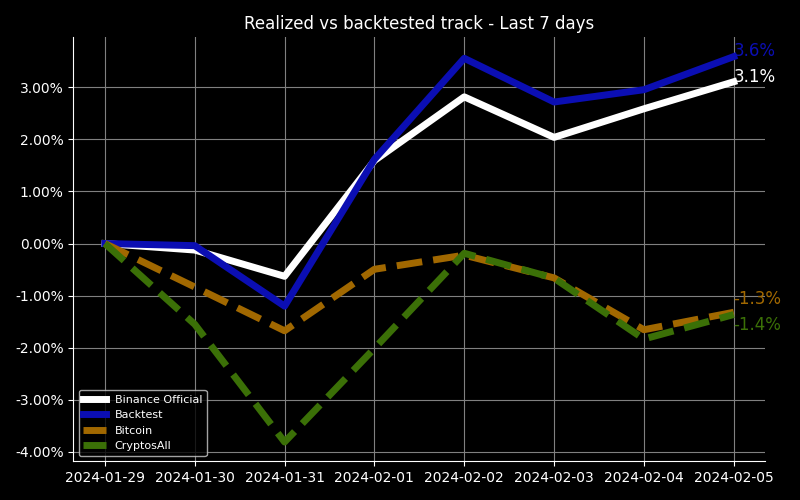 Realized vs backtested track - Last 7 days
3.6%
3.1%
3.00%
2.00%
1.00%
0.00%
-1.00%
-2.00%
-3.00%
-4.00%
-1.3%
-1.4%
Binance Official
Backtest
Bitcoin
CryptosAll
2024-01-29 2024-01-30 2024-01-31 2024-02-01 2024-02-02 2024-02-03 2024-02-04 2024-02-05